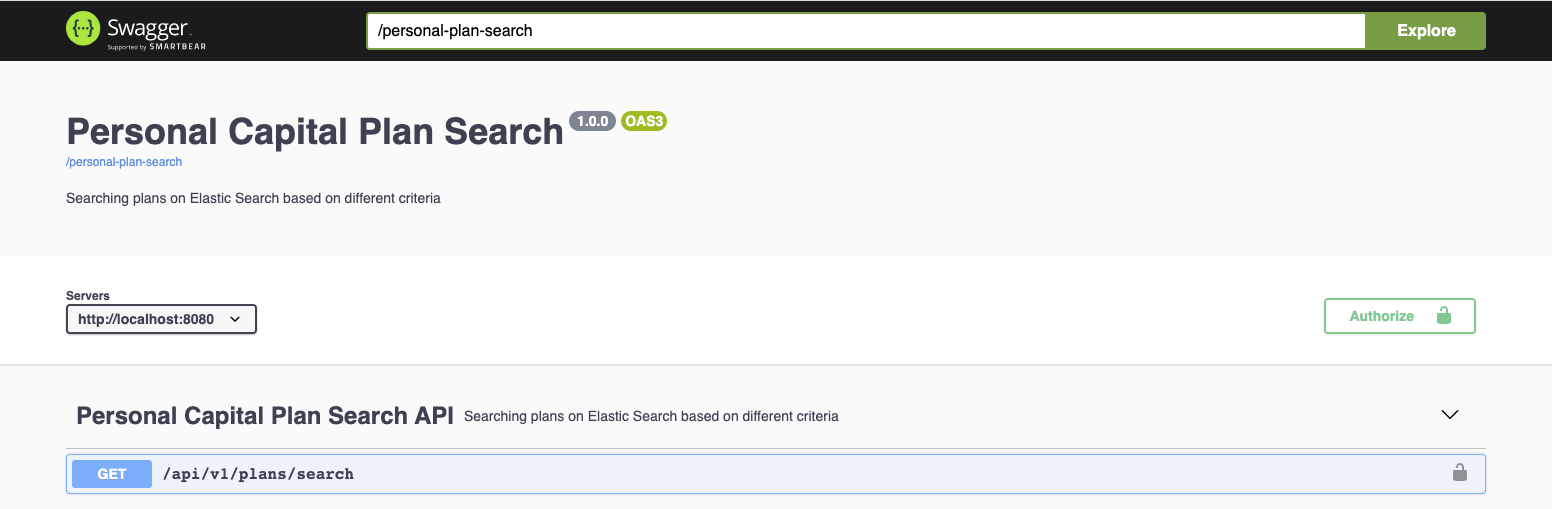 {···} Swagger.
Supported by SMARTBEAR
/personal-plan-search
Explore
Personal Capital Plan Search 1.0.0 OAS3
/personal-plan-search
Searching plans on Elastic Search based on different criteria
Servers
http://localhost:8080
Authorize
Personal Capital Plan Search API Searching plans on Elastic Search based on different criteria
GET /api/v1/plans/search